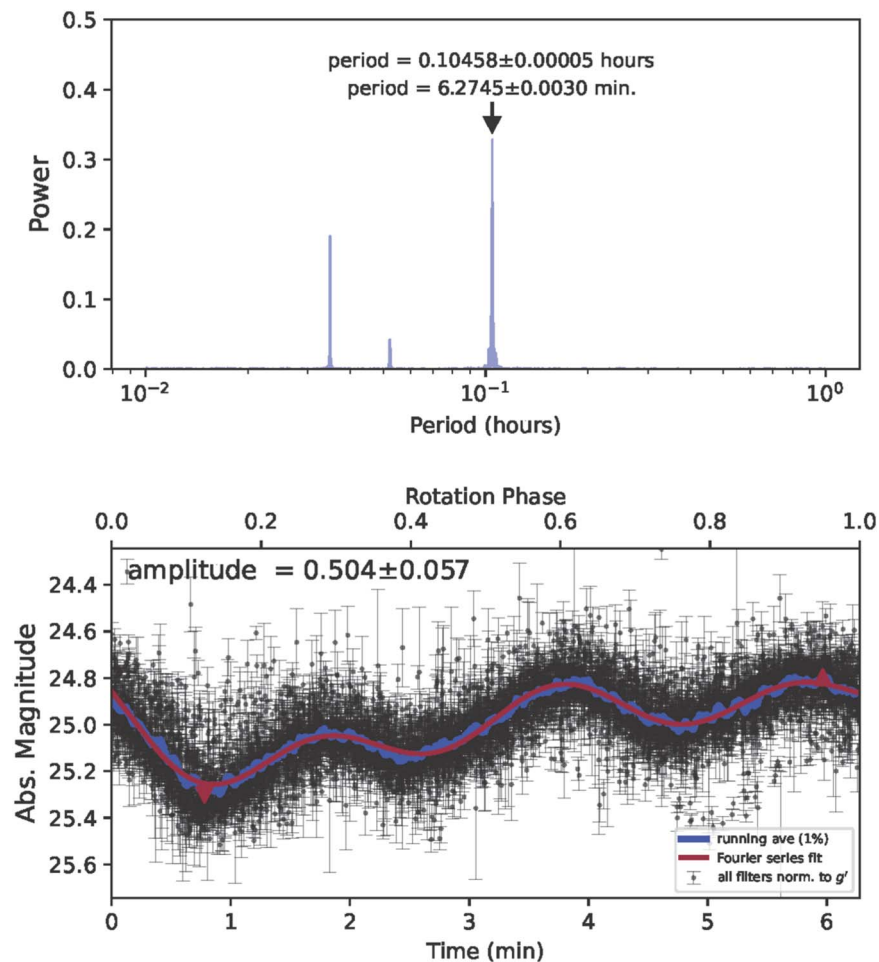 0.5
period = 0.10458±0.00005 hours
0.4
period = 6.2745±0.0030 min.
0.3
Power
0.2
0.1
0.0
10⁻² 10⁻¹ 10⁰
Period (hours)
Rotation Phase
0.0 0.2 0.4 0.6 0.8 1.0
amplitude = 0.504±0.057
24.4
24.6
24.8
25.0
25.2
25.4
25.6
Abs. Magnitude
running ave (1%)
Fourier series fit
all filters norm. to g′
0 1 2 3 4 5 6
Time (min)